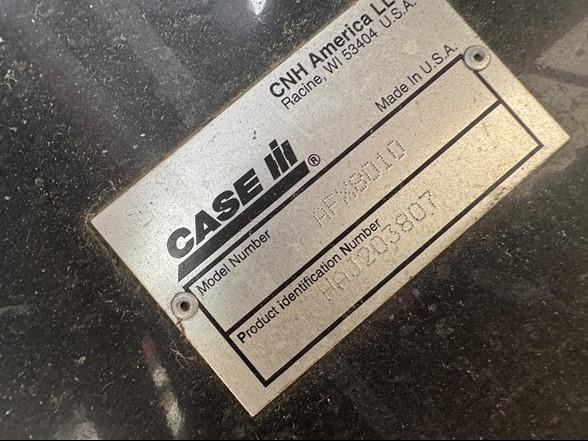 CNH America LL
Racine, WI 53404 U.S.A.
Made In U.S.A.
CASE IH®
Model Number AFX8010
Product identification Number HAJ203807